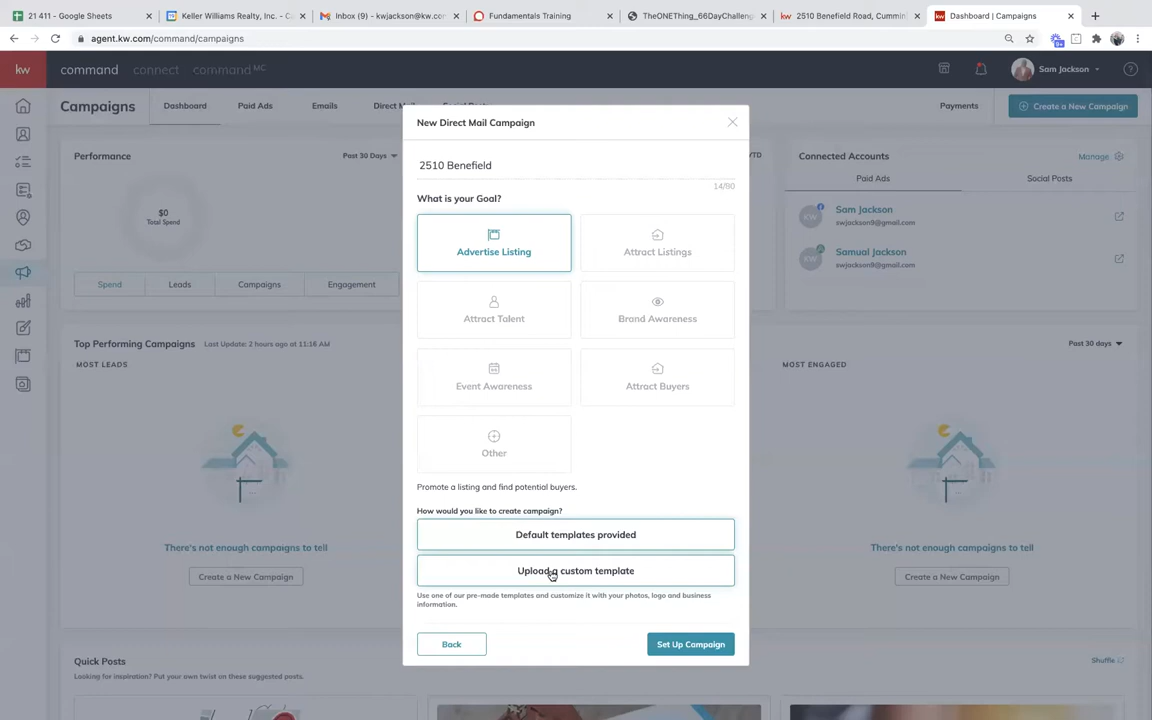 21 411 - Google Sheets
Keller Williams Realty, Inc. - Ca
Inbox (9) - kwjackson@kw.cor
Fundamentals Training
TheONEThing_66DayChalleng
2510 Benefield Road, Cummin
Dashboard | Campaigns
agent.kw.com/command/campaigns
kw
command
connect
command MC
Sam Jackson
Campaigns
Dashboard
Paid Ads
Emails
Direct Mail
Payments
Create a New Campaign
New Direct Mail Campaign
Performance
Past 30 Days
YTD
Connected Accounts
Manage
2510 Benefield
14/80
Paid Ads
Social Posts
What is your Goal?
$0
Total Spend
Advertise Listing
Attract Listings
KW
Sam Jackson
swjackson9@gmail.com
KW
Samual Jackson
swjackson9@gmail.com
Spend
Leads
Campaigns
Engagement
Attract Talent
Brand Awareness
Top Performing Campaigns
Last Update: 2 hours ago at 11:16 AM
Past 30 days
MOST LEADS
MOST ENGAGED
Event Awareness
Attract Buyers
Other
Promote a listing and find potential buyers.
How would you like to create campaign?
Default templates provided
There's not enough campaigns to tell
There's not enough campaigns to tell
Upload a custom template
Create a New Campaign
Create a New Campaign
Use one of our pre-made templates and customize it with your photos, logo and business
information.
Back
Set Up Campaign
Quick Posts
Shuffle
Looking for inspiration? Put your own twist on these suggested posts.